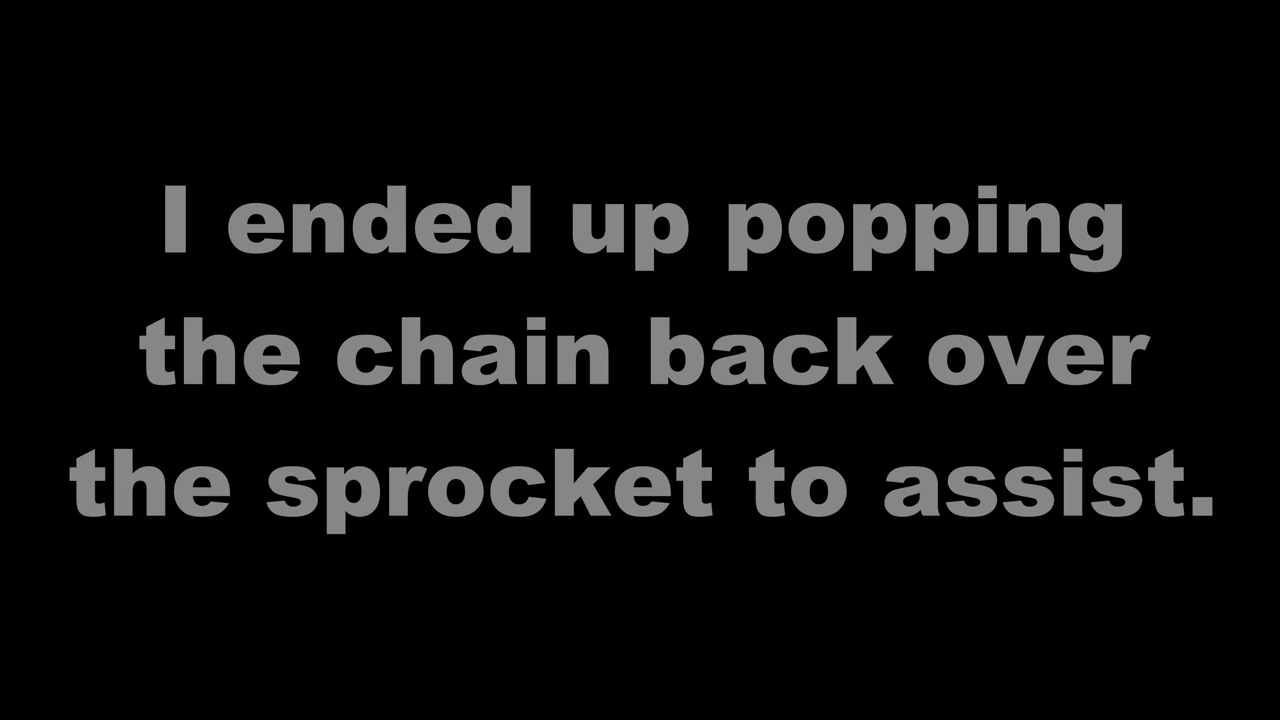 I ended up popping
the chain back over
the sprocket to assist.